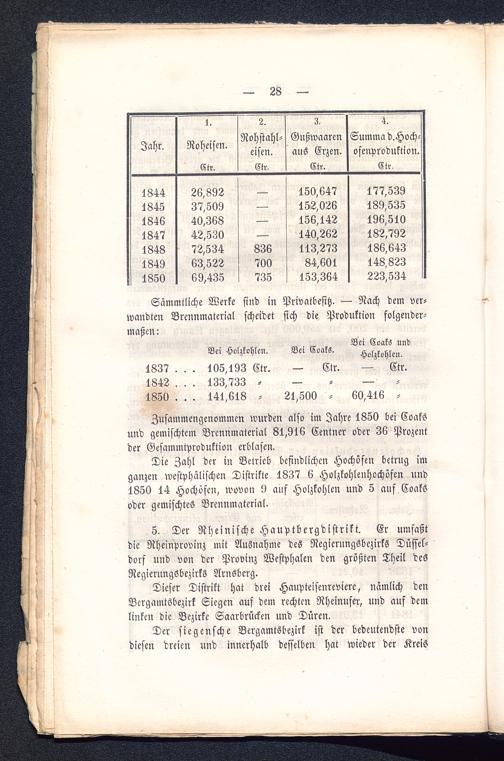 — 28 —
Jahr. | 1. Roheisen. Ctr. | 2. Rohstahl- eisen. Ctr. | 3. Gußwaaren aus Erzen. Ctr. | 4. Summa d. Hoch- ofenproduktion. Ctr.
1844 | 26,892 | — | 150,647 | 177,539
1845 | 37,509 | — | 152,026 | 189,535
1846 | 40,368 | — | 156,142 | 196,510
1847 | 42,530 | — | 140,262 | 182,792
1848 | 72,534 | 836 | 113,273 | 186,643
1849 | 63,522 | 700 | 84,601 | 148,823
1850 | 69,435 | 735 | 153,364 | 223,534
Sämmtliche Werke sind in Privatbesitz. — Nach dem ver-
wandten Brennmaterial scheidet sich die Produktion folgender-
maßen:
Bei Holzkohlen. Bei Coaks. Bei Coaks und Holzkohlen.
1837 . . . 105,193 Ctr. — Ctr. — Ctr.
1842 . . . 133,733 „ — „ — „
1850 . . . 141,618 „ 21,500 „ 60,416 „
Zusammengenommen wurden also im Jahre 1850 bei Coaks
und gemischtem Brennmaterial 81,916 Centner oder 36 Prozent
der Gesammtproduktion erblasen.
Die Zahl der in Betrieb befindlichen Hochöfen betrug im
ganzen westphälischen Distrikte 1837 6 Holzkohlenhochöfen und
1850 14 Hochöfen, wovon 9 auf Holzkohlen und 5 auf Coaks
oder gemischtes Brennmaterial.
5. Der Rheinische Hauptbergdistrikt. Er umfaßt
die Rheinprovinz mit Ausnahme des Regierungsbezirks Düssel-
dorf und von der Provinz Westphalen den größten Theil des
Regierungsbezirks Arnsberg.
Dieser Distrikt hat drei Haupteisenreviere, nämlich den
Bergamtsbezirk Siegen auf dem rechten Rheinufer, und auf dem
linken die Bezirke Saarbrücken und Düren.
Der siegensche Bergamtsbezirk ist der bedeutendste von
diesen dreien und innerhalb desselben hat wieder der Kreis